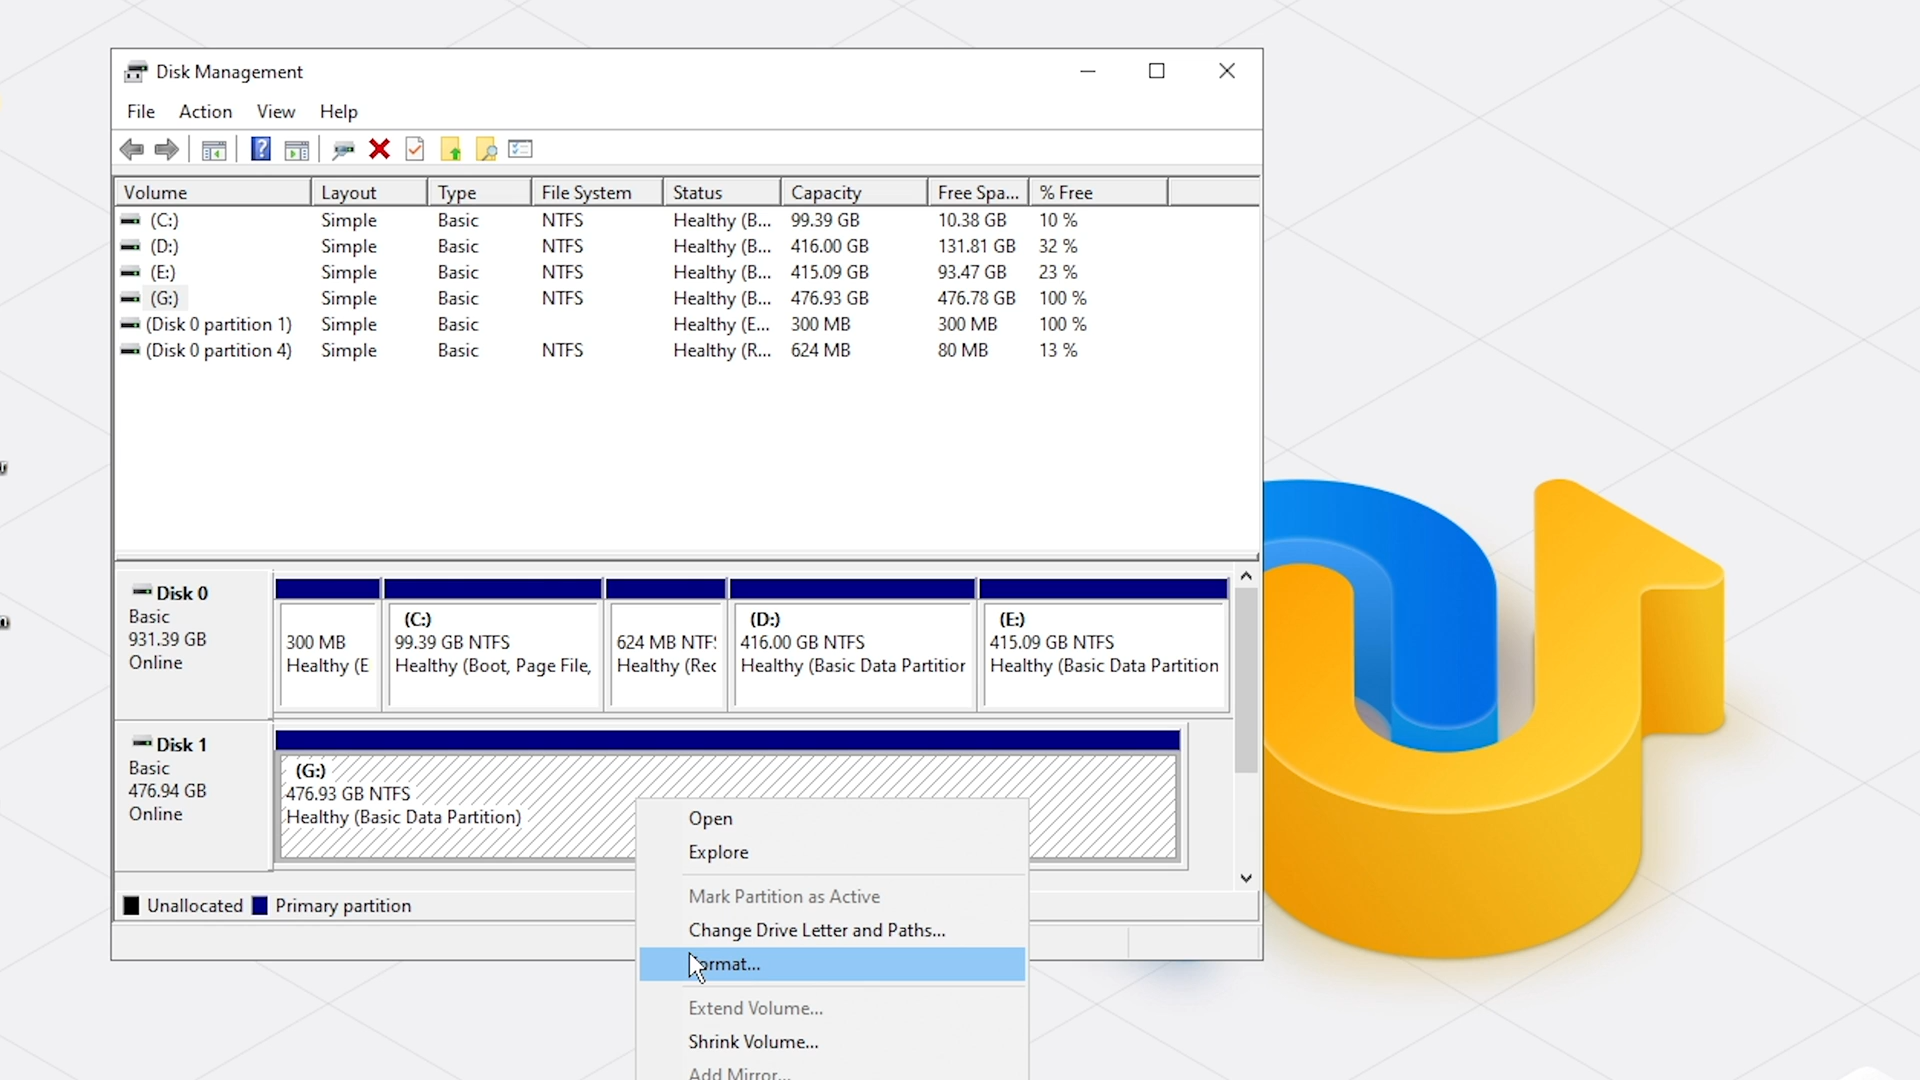 Disk Management
File Action View Help
Volume Layout Type File System Status Capacity Free Spa... % Free
(C:) Simple Basic NTFS Healthy (B... 99.39 GB 10.38 GB 10 %
(D:) Simple Basic NTFS Healthy (B... 416.00 GB 131.81 GB 32 %
(E:) Simple Basic NTFS Healthy (B... 415.09 GB 93.47 GB 23 %
(G:) Simple Basic NTFS Healthy (B... 476.93 GB 476.78 GB 100 %
(Disk 0 partition 1) Simple Basic Healthy (E... 300 MB 300 MB 100 %
(Disk 0 partition 4) Simple Basic NTFS Healthy (R... 624 MB 80 MB 13 %
Disk 0
Basic
931.39 GB
Online
300 MB
Healthy (E
(C:)
99.39 GB NTFS
Healthy (Boot, Page File,
624 MB NTF
Healthy (Rec
(D:)
416.00 GB NTFS
Healthy (Basic Data Partitior
(E:)
415.09 GB NTFS
Healthy (Basic Data Partition
Disk 1
Basic
476.94 GB
Online
(G:)
476.93 GB NTFS
Healthy (Basic Data Partition)
Open
Explore
Mark Partition as Active
Change Drive Letter and Paths...
ormat...
Extend Volume...
Shrink Volume...
Add Mirror...
Unallocated Primary partition